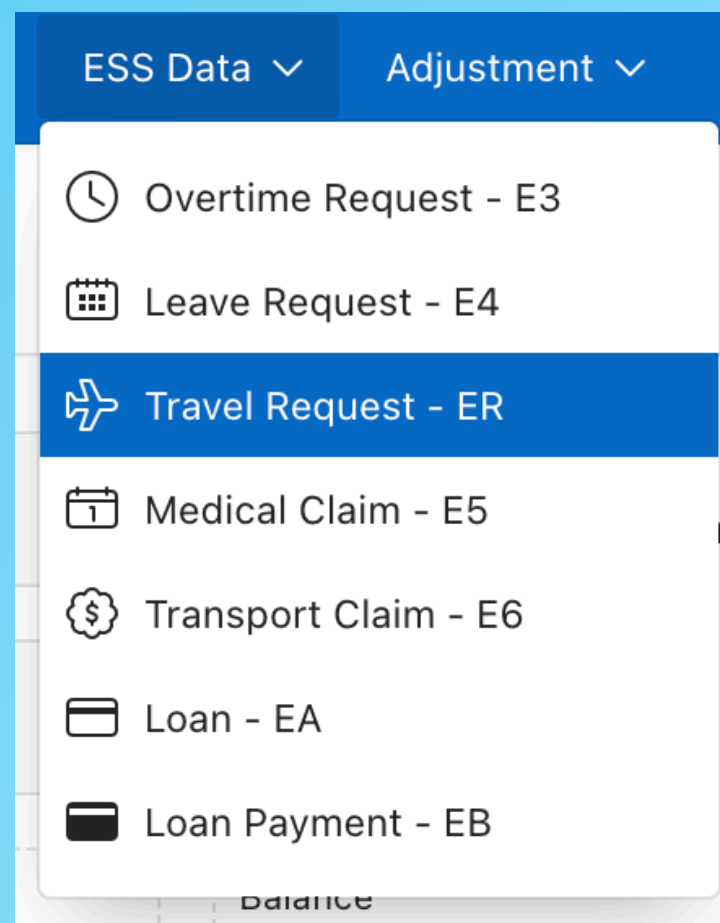 ESS Data Adjustment
Overtime Request - E3
Leave Request - E4
Travel Request - ER
Medical Claim - E5
Transport Claim - E6
Loan - EA
Loan Payment - EB
Balance